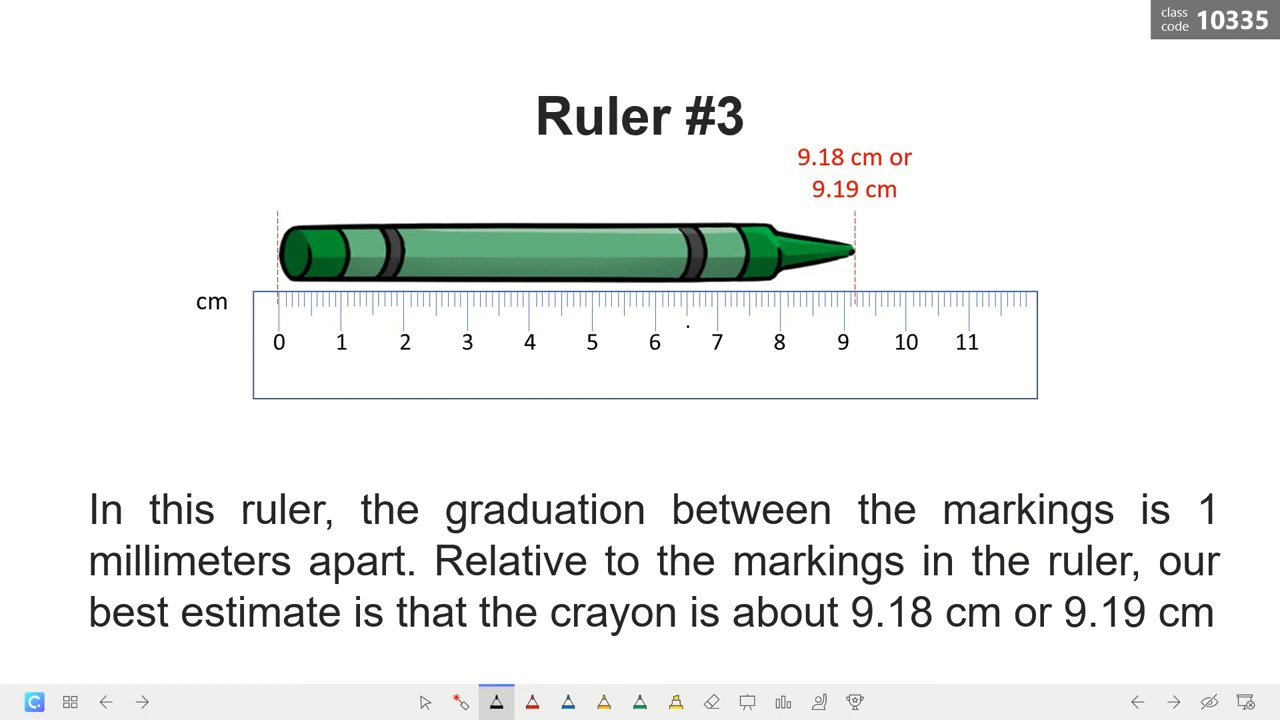 class
code 10335
Ruler #3
9.18 cm or
9.19 cm
cm
0 1 2 3 4 5 6 7 8 9 10 11
In this ruler, the graduation between the markings is 1
millimeters apart. Relative to the markings in the ruler, our
best estimate is that the crayon is about 9.18 cm or 9.19 cm